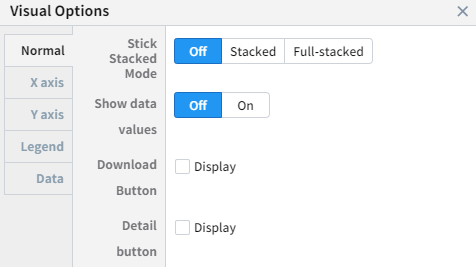 Visual Options
Normal
X axis
Y axis
Legend
Data
Stick
Stacked
Mode
Off Stacked Full-stacked
Show data
values
Off On
Download
Button
Display
Detail
button
Display